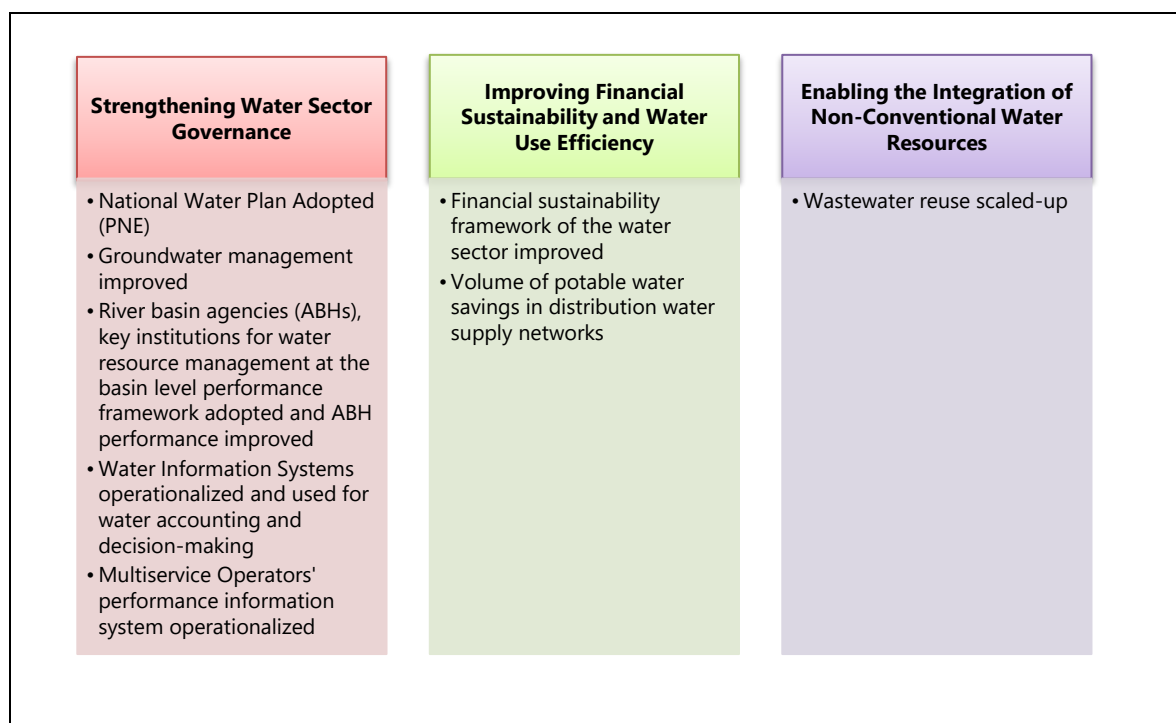 Strengthening Water Sector
Governance
• National Water Plan Adopted
(PNE)
• Groundwater management
improved
• River basin agencies (ABHs),
key institutions for water
resource management at the
basin level performance
framework adopted and ABH
performance improved
• Water Information Systems
operationalized and used for
water accounting and
decision-making
• Multiservice Operators'
performance information
system operationalized
Improving Financial
Sustainability and Water
Use Efficiency
• Financial sustainability
framework of the water
sector improved
• Volume of potable water
savings in distribution water
supply networks
Enabling the Integration of
Non-Conventional Water
Resources
• Wastewater reuse scaled-up